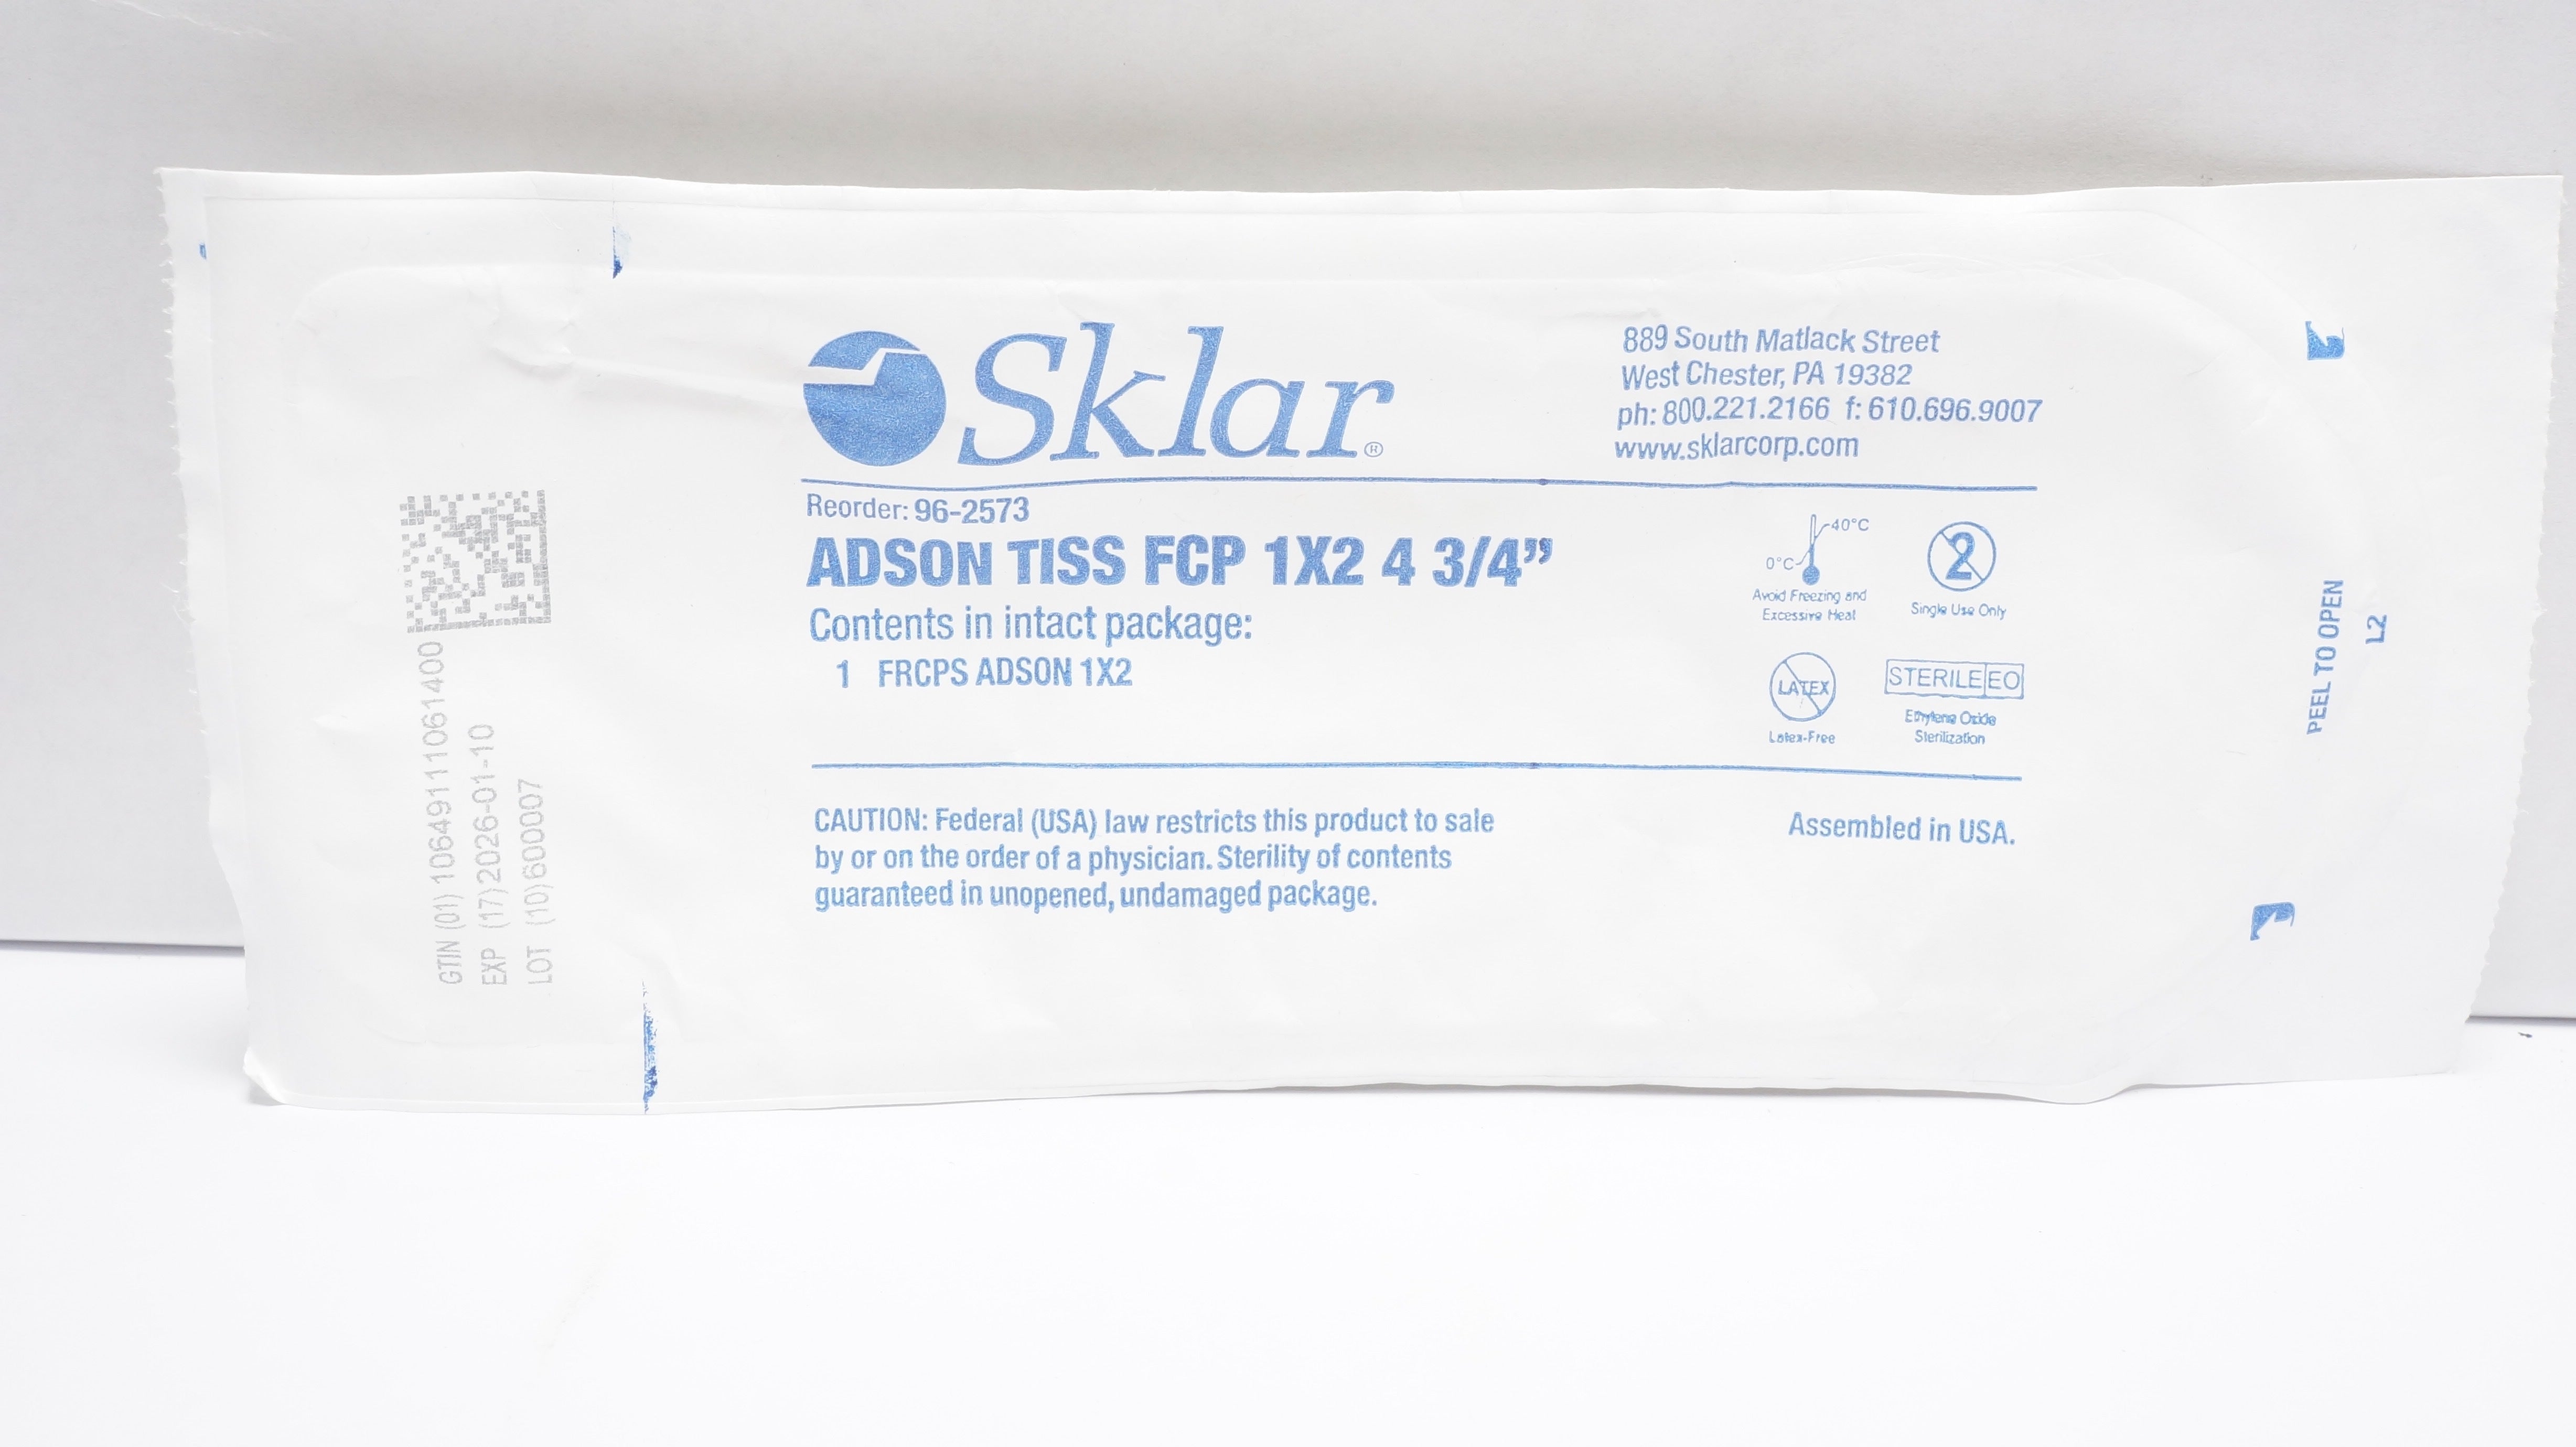 Sklar®
889 South Matlack Street
West Chester, PA 19382
ph: 800.221.2166 f: 610.696.9007
www.sklarcorp.com
Reorder: 96-2573
ADSON TISS FCP 1X2 4 3/4”
Contents in intact package:
1 FRCPS ADSON 1X2
40°C
0°C
Avoid Freezing and
Excessive Heat
2
Single Use Only
LATEX
Latex-Free
STERILE EO
Ethylene Oxide
Sterilization
CAUTION: Federal (USA) law restricts this product to sale
by or on the order of a physician. Sterility of contents
guaranteed in unopened, undamaged package.
Assembled in USA.
GTIN (01) 10649111061400
EXP (17)2026-01-10
LOT (10)600007
PEEL TO OPEN
L2